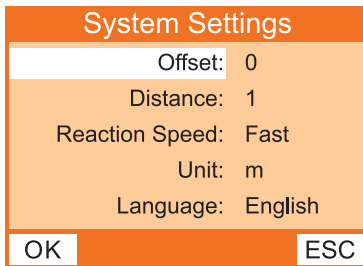 System Settings
Offset: 0
Distance: 1
Reaction Speed: Fast
Unit: m
Language: English
OK ESC